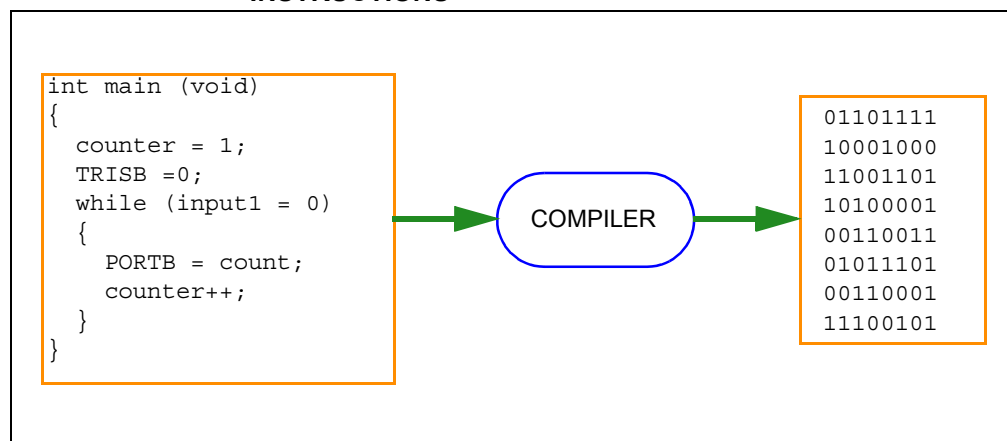 int main (void)
{
counter = 1;
TRISB =0;
while (input1 = 0)
{
PORTB = count;
counter++;
}
}
COMPILER
01101111
10001000
11001101
10100001
00110011
01011101
00110001
11100101